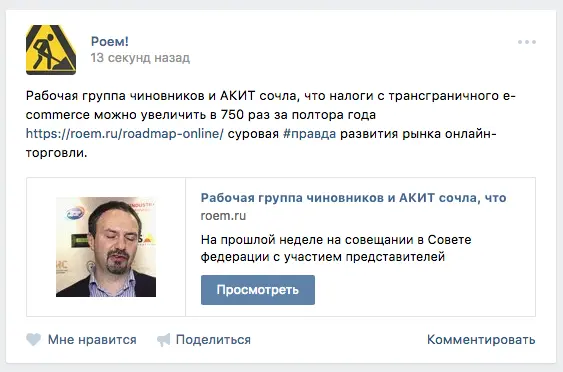 Роем!
13 секунд назад
Рабочая группа чиновников и АКИТ сочла, что налоги с трансграничного e-
commerce можно увеличить в 750 раз за полтора года
https://roem.ru/roadmap-online/ суровая #правда развития рынка онлайн-
торговли.
Рабочая группа чиновников и АКИТ сочла, что
roem.ru
На прошлой неделе на совещании в Совете
федерации с участием представителей
Просмотреть
Мне нравится
Поделиться
Комментировать